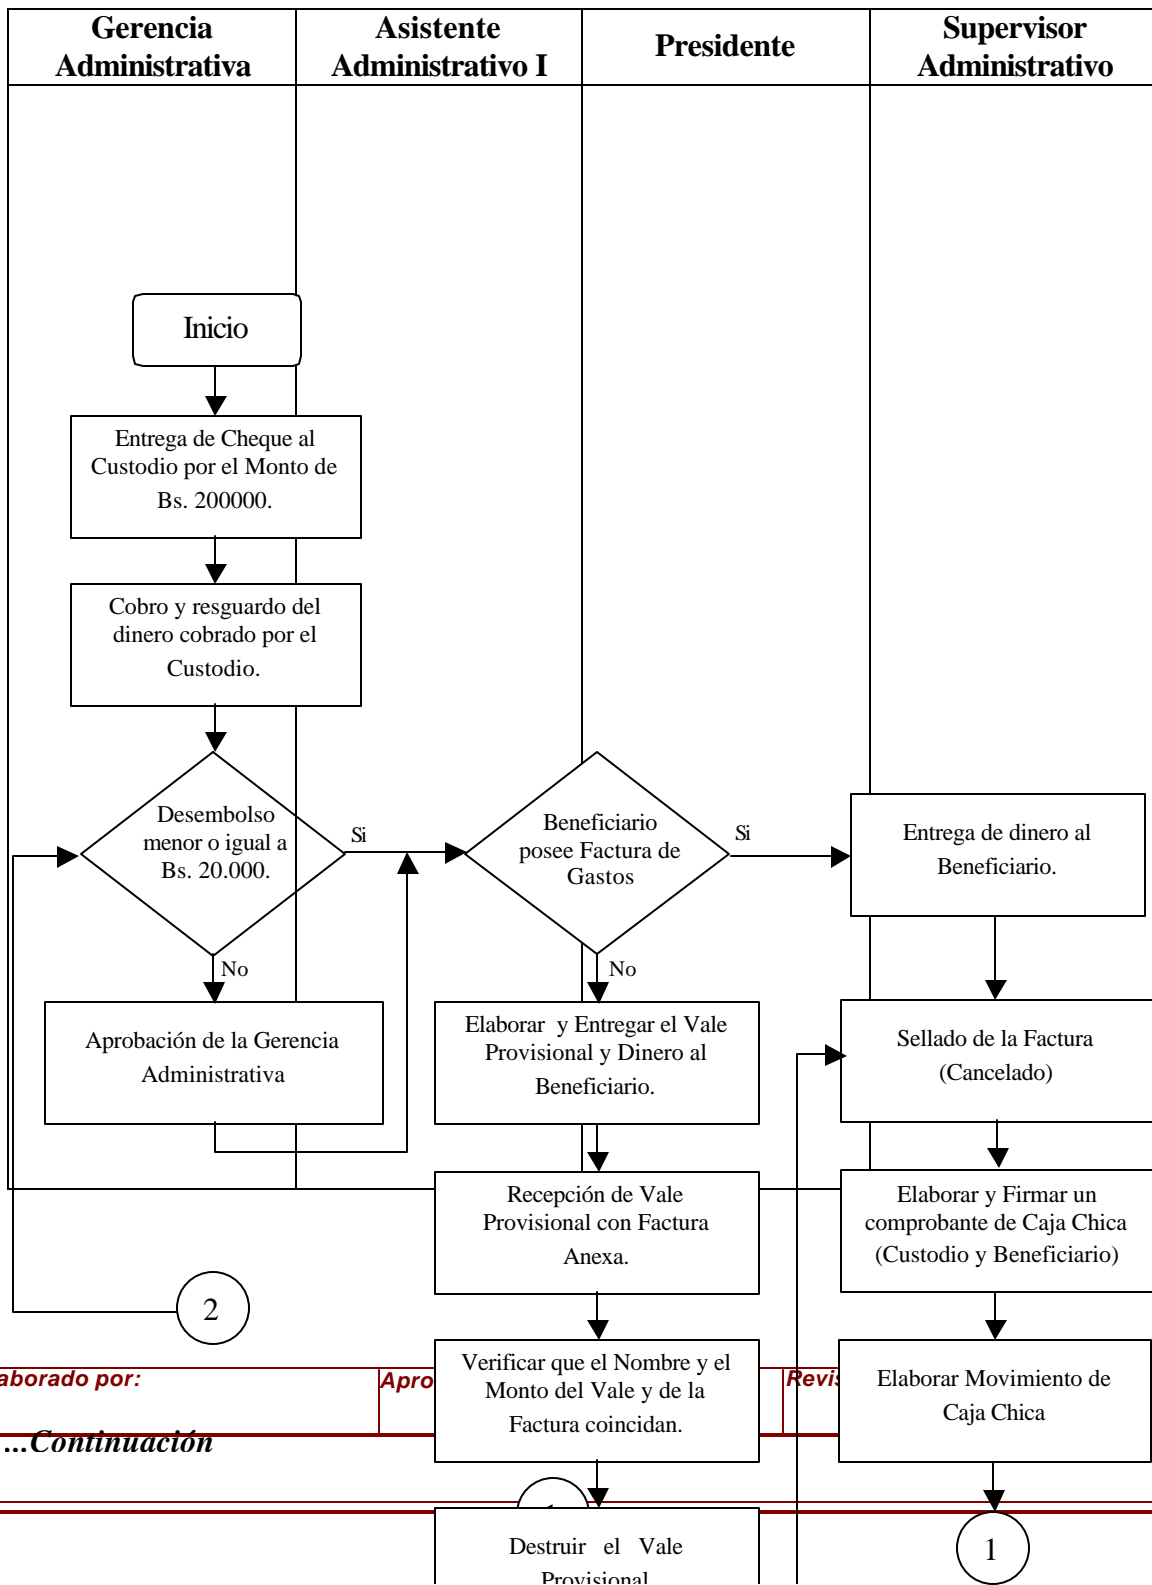 Gerencia
Administrativa
Asistente
Administrativo I
Presidente
Supervisor
Administrativo
Inicio
Entrega de Cheque al
Custodio por el Monto de
Bs. 200000.
Cobro y resguardo del
dinero cobrado por el
Custodio.
Desembolso
menor o igual a
Bs. 20.000.
Si
No
Aprobación de la Gerencia
Administrativa
Beneficiario
posee Factura de
Gastos
Si
No
Elaborar y Entregar el Vale
Provisional y Dinero al
Beneficiario.
Recepción de Vale
Provisional con Factura
Anexa.
Verificar que el Nombre y el
Monto del Vale y de la
Factura coincidan.
Destruir el Vale
Provisional
Entrega de dinero al
Beneficiario.
Sellado de la Factura
(Cancelado)
Elaborar y Firmar un
comprobante de Caja Chica
(Custodio y Beneficiario)
Elaborar Movimiento de
Caja Chica
1
2
aborado por:
Apro
Revis
...Continuación